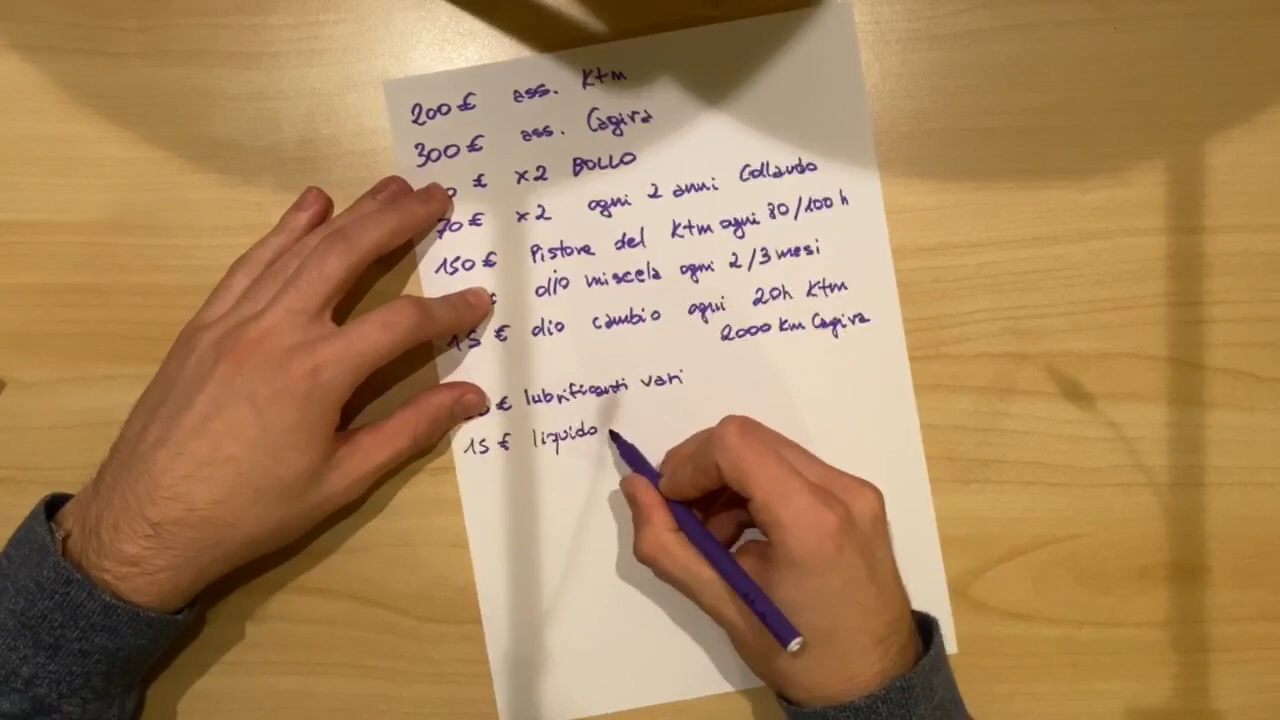 200€ ass. Ktm
300€ ass. Cagiva
€ x2 BOLLO
70€ x2 ogni 2 anni Collaudo
150€ Pistone del Ktm ogni 80/100h
€ olio miscela ogni 2/3 mesi
15€ olio cambio ogni 20h Ktm
2000 Km Cagiva
€ lubrificanti vari
15€ liquido